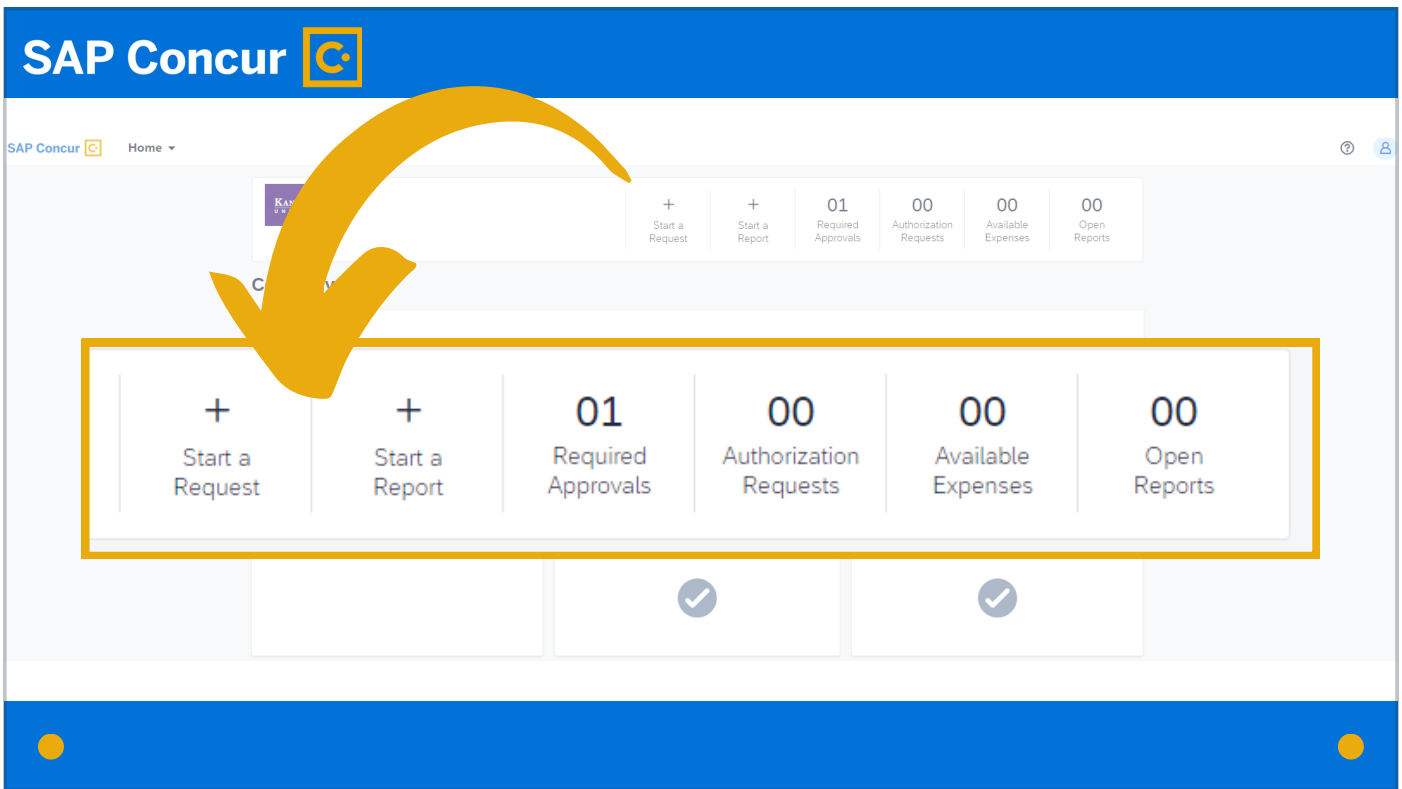 SAP Concur
SAP Concur
Home
+
Start a
Request
+
Start a
Report
01
Required
Approvals
00
Authorization
Requests
00
Available
Expenses
00
Open
Reports
+
Start a
Request
+
Start a
Report
01
Required
Approvals
00
Authorization
Requests
00
Available
Expenses
00
Open
Reports